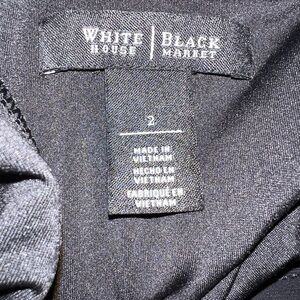 WHITE | BLACK
HOUSE | MARKET
2
MADE IN
VIETNAM
HECHO EN
VIETNAM
FABRIQUÉ EN
VIETNAM